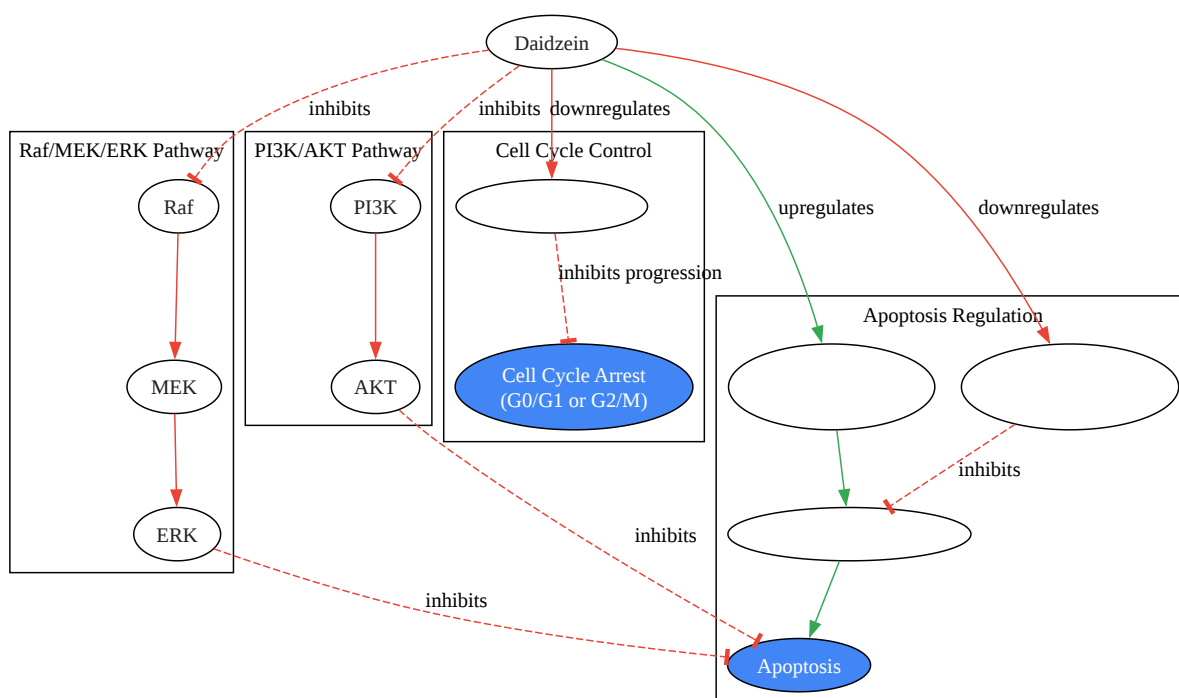 Daidzein
inhibits
inhibits
downregulates
Raf/MEK/ERK Pathway
PI3K/AKT Pathway
Cell Cycle Control
Raf
PI3K
upregulates
downregulates
inhibits progression
Apoptosis Regulation
MEK
AKT
Cell Cycle Arrest
(G0/G1 or G2/M)
inhibits
ERK
inhibits
inhibits
Apoptosis